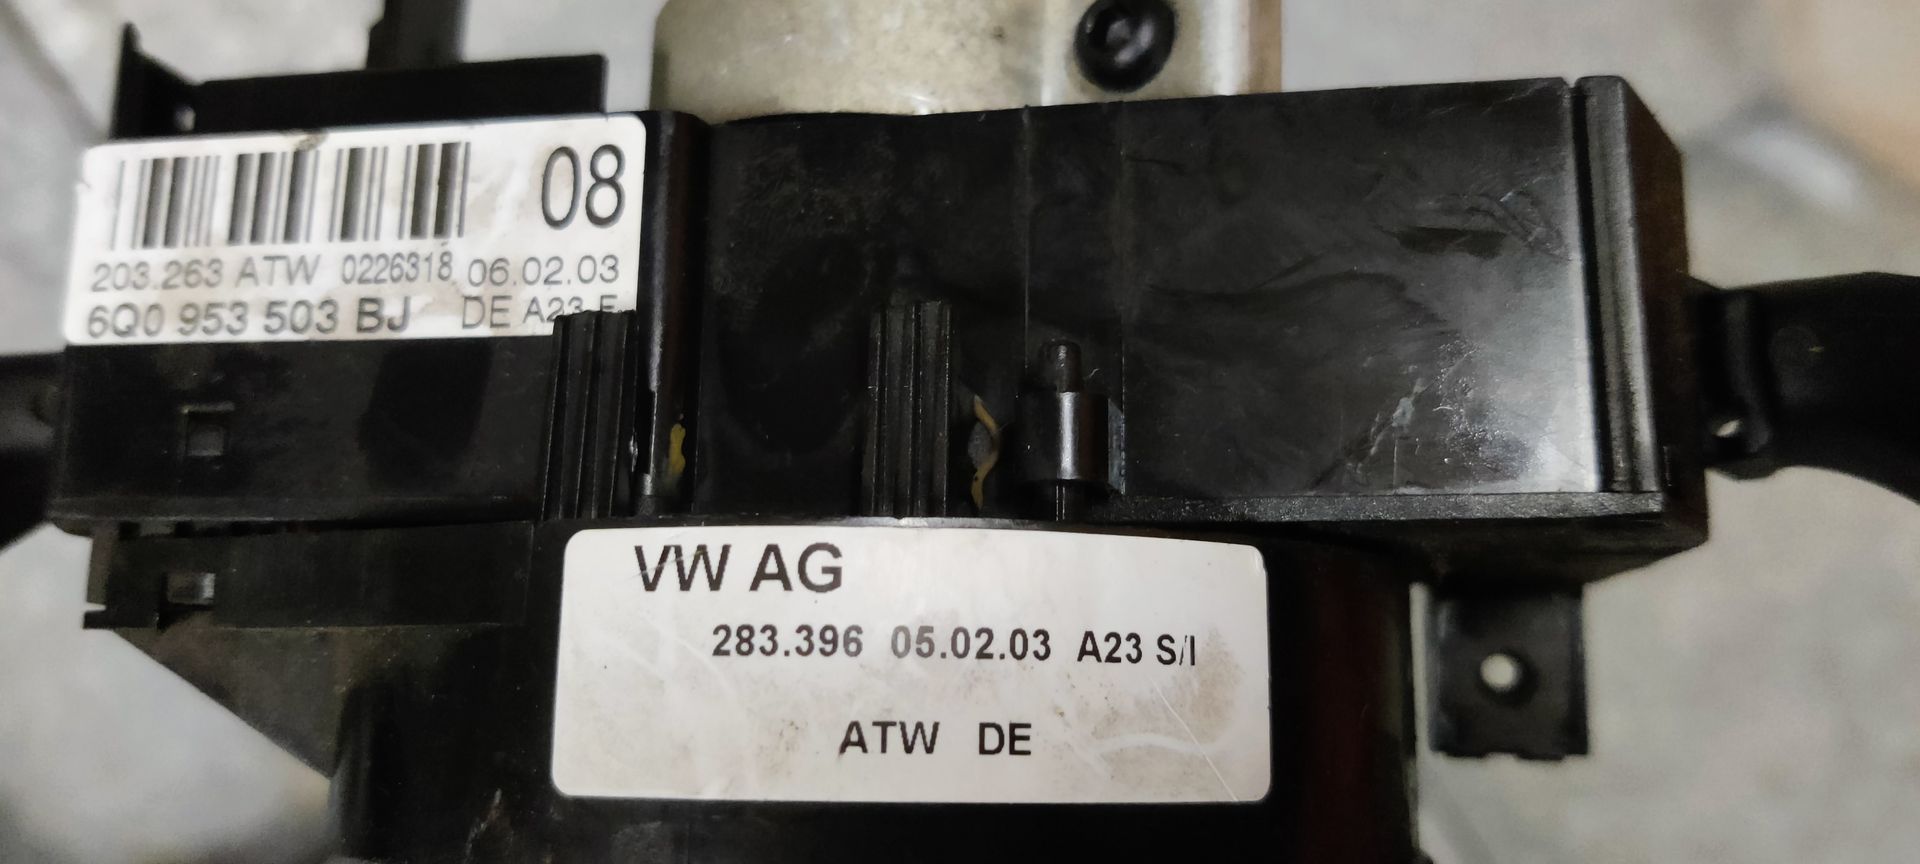 08
203.263 ATW 0226318 06.02.03
6Q0 953 503 BJ DE A23
VW AG
283.396 05.02.03 A23 S/I
ATW DE